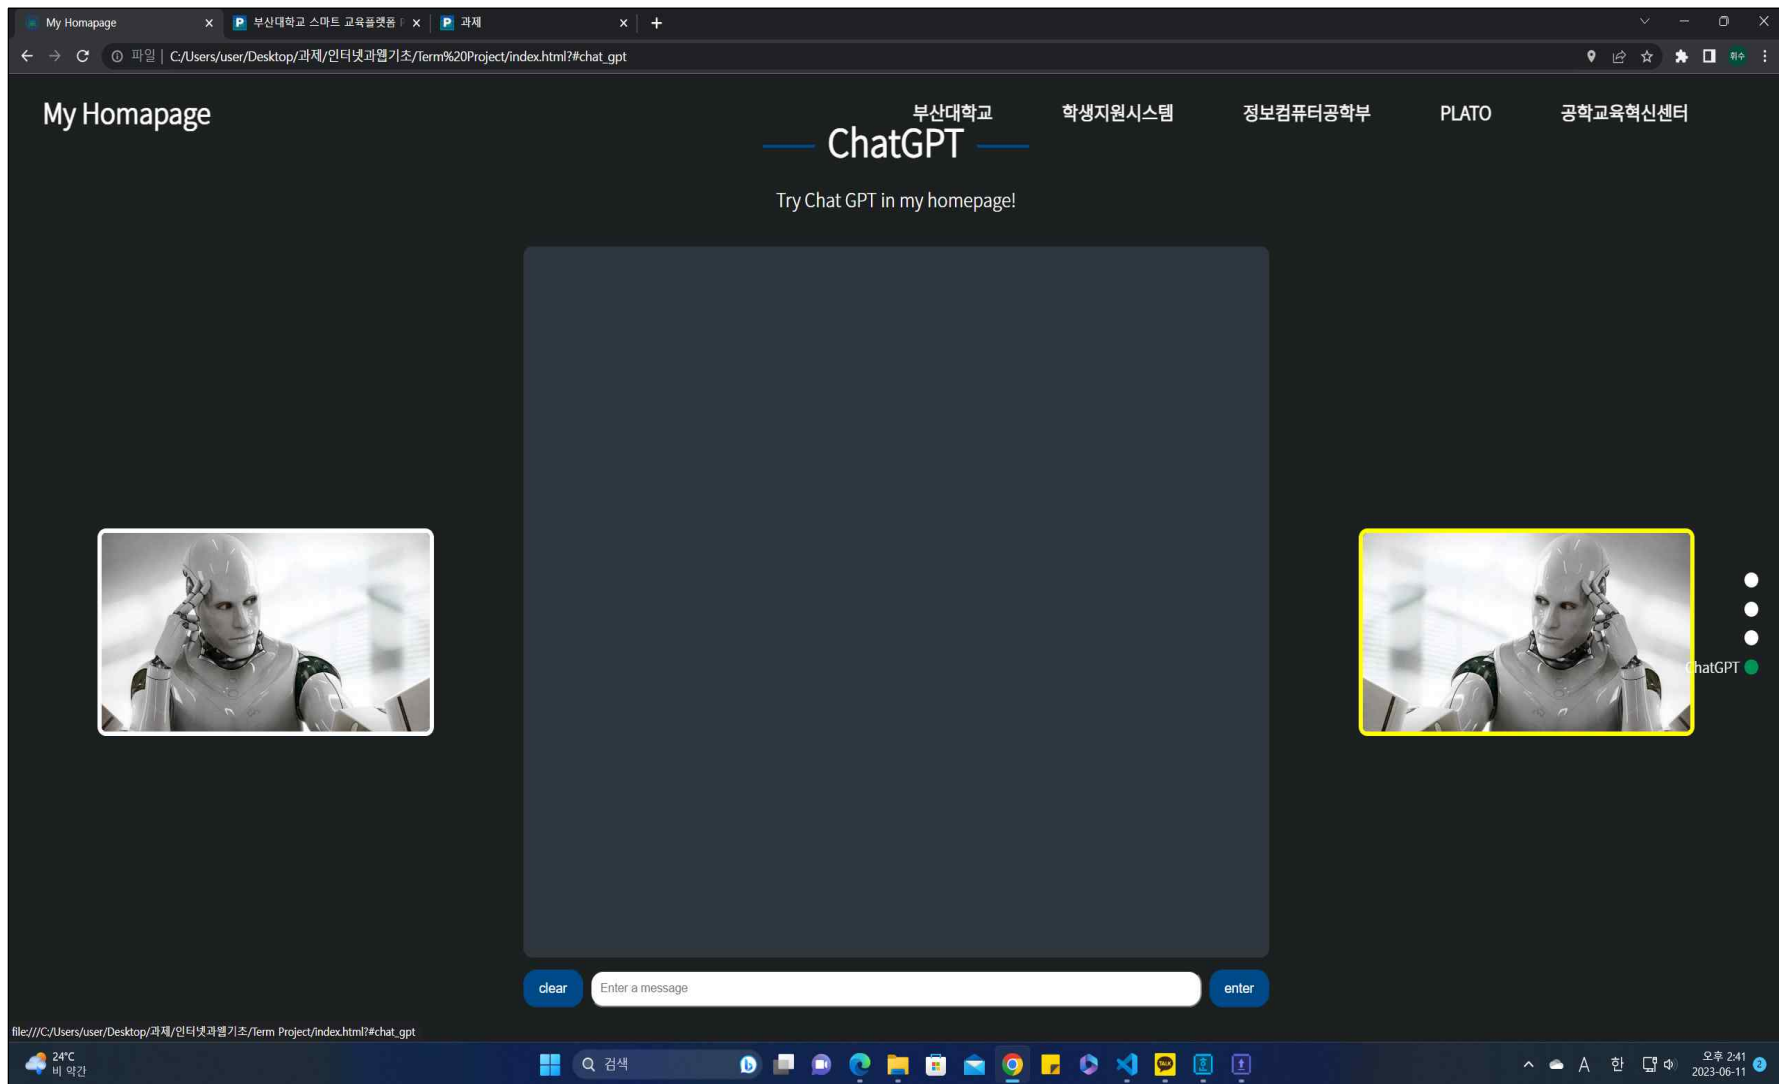 My Homapage
부산대학교 스마트 교육플랫폼
과제
파일 | C:/Users/user/Desktop/과제/인터넷과웹기초/Term%20Project/index.html?#chat_gpt
휘수
My Homapage
부산대학교 학생지원시스템 정보컴퓨터공학부 PLATO 공학교육혁신센터
ChatGPT
Try Chat GPT in my homepage!
hatGPT
clear Enter a message enter
file:///C:/Users/user/Desktop/과제/인터넷과웹기초/Term Project/index.html?#chat_gpt
24°C
비 약간
검색
TALK
A 한
오후 2:41
2023-06-11
2